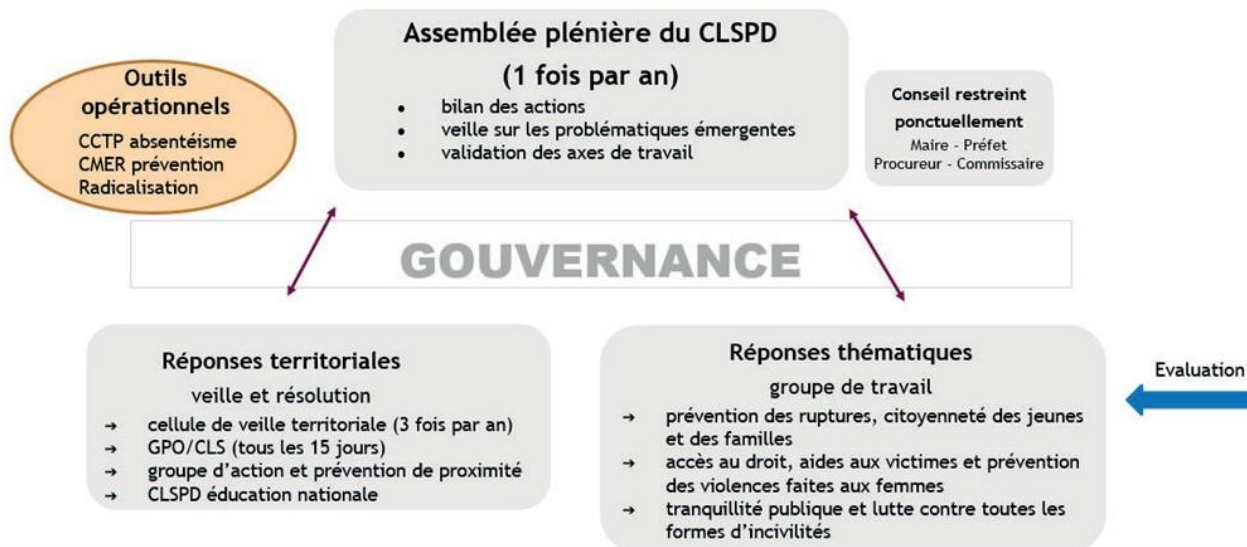 Assemblée plénière du CLSPD
(1 fois par an)
• bilan des actions
• veille sur les problématiques émergentes
• validation des axes de travail
Outils
opérationnels
CCTP absentéisme
CMER prévention
Radicalisation
Conseil restreint
ponctuellement
Maire - Préfet
Procureur - Commissaire
GOUVERNANCE
Réponses territoriales
veille et résolution
→ cellule de veille territoriale (3 fois par an)
→ GPO/CLS (tous les 15 jours)
→ groupe d’action et prévention de proximité
→ CLSPD éducation nationale
Réponses thématiques
groupe de travail
→ prévention des ruptures, citoyenneté des jeunes
et des familles
→ accès au droit, aides aux victimes et prévention
des violences faites aux femmes
→ tranquillité publique et lutte contre toutes les
formes d’incivilités
Evaluation